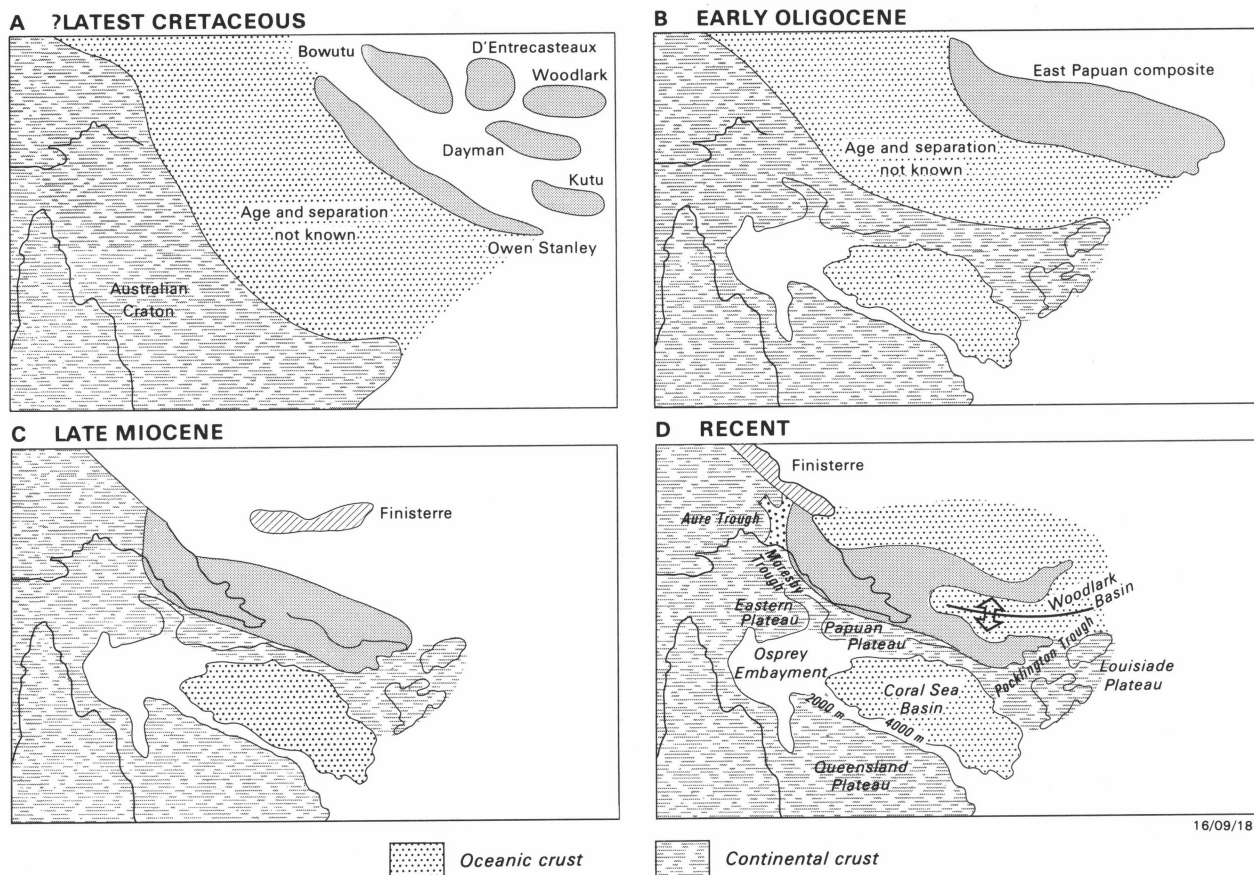 A ?LATEST CRETACEOUS
Bowutu
D'Entrecasteaux
Woodlark
Dayman
Kutu
Age and separation
not known
Owen Stanley
Australian
Craton
B EARLY OLIGOCENE
East Papuan composite
Age and separation
not known
C LATE MIOCENE
Finisterre
D RECENT
Finisterre
Aure Trough
Moresby
Trough
Eastern
Plateau
Papuan
Plateau
Osprey
Embayment
Woodlark
Basin
Pocklington Trough
Louisiade
Plateau
Coral Sea
Basin
2000 m
4000 m
Queensland
Plateau
16/09/18
Oceanic crust
Continental crust